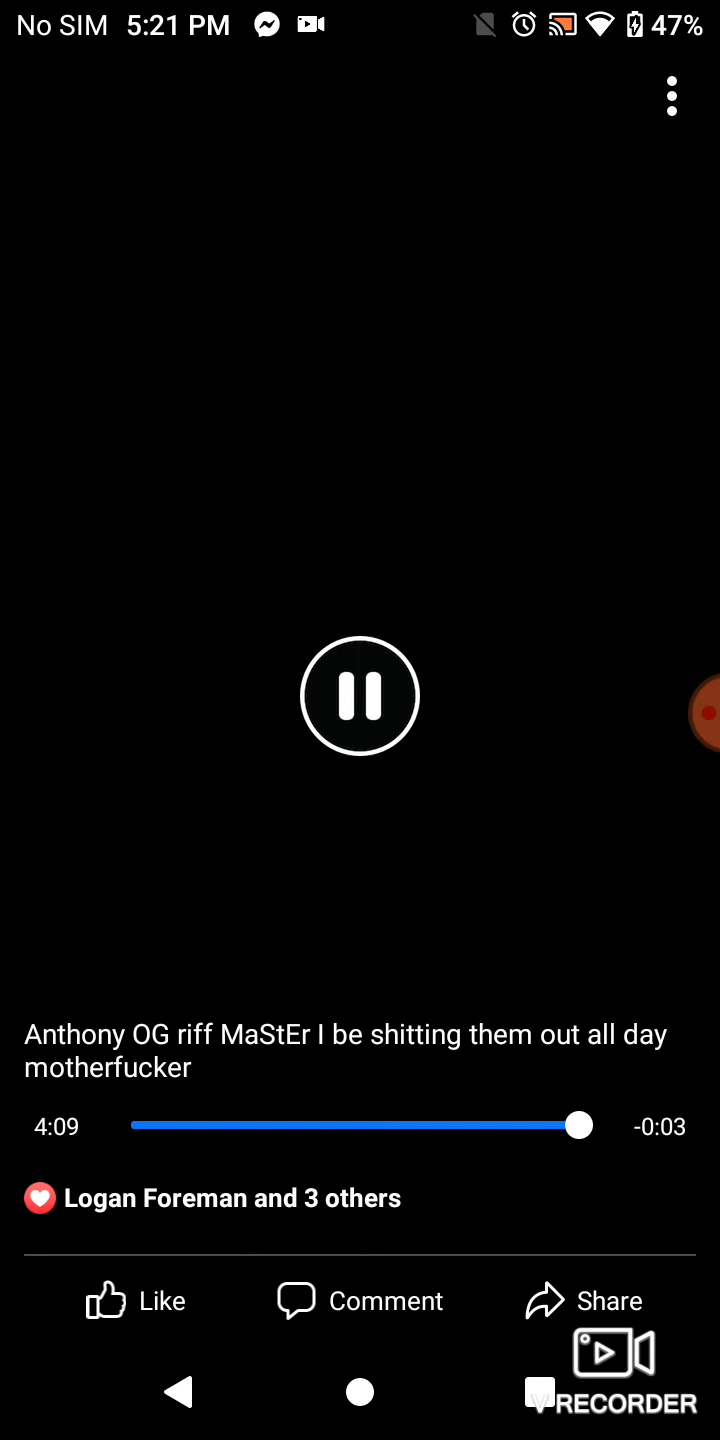 No SIM 5:21 PM 47%
Anthony OG riff MaStEr I be shitting them out all day
motherfucker
4:09 -0:03
Logan Foreman and 3 others
Like Comment Share
VRECORDER